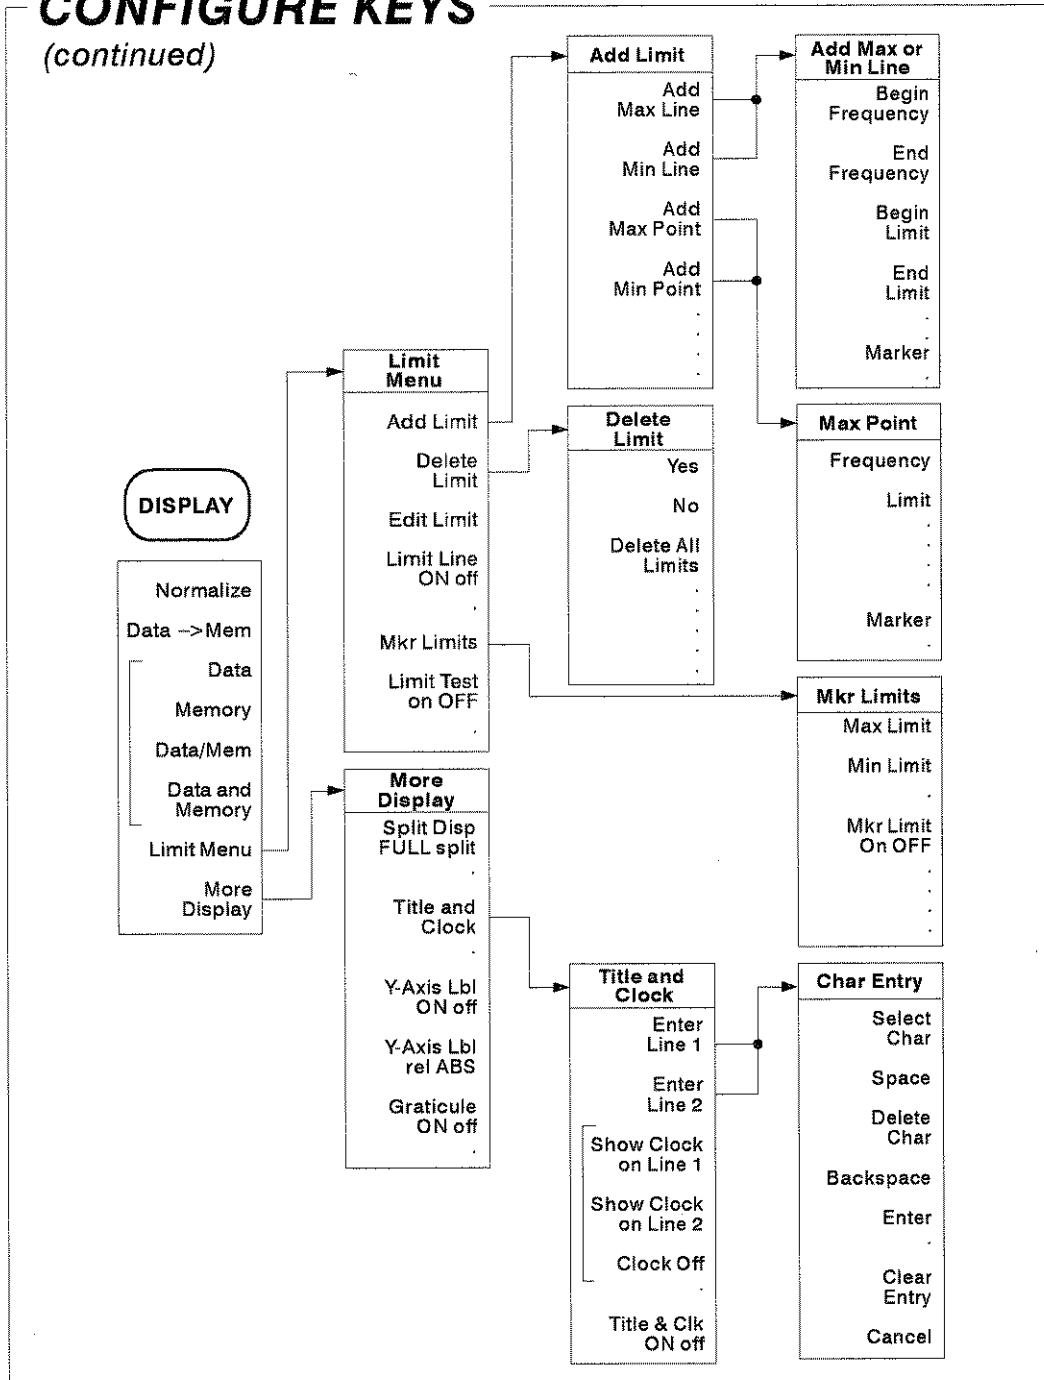 CONFIGURE KEYS
(continued)
Add Limit
Add
Max Line
Add
Min Line
Add
Max Point
Add
Min Point
Add Max or
Min Line
Begin
Frequency
End
Frequency
Begin
Limit
End
Limit
Marker
Limit
Menu
Add Limit
Delete
Limit
Edit Limit
Limit Line
ON off
Mkr Limits
Limit Test
on OFF
Delete
Limit
Yes
No
Delete All
Limits
Max Point
Frequency
Limit
Marker
DISPLAY
Normalize
Data –>Mem
Data
Memory
Data/Mem
Data and
Memory
Limit Menu
More
Display
Mkr Limits
Max Limit
Min Limit
Mkr Limit
On OFF
More
Display
Split Disp
FULL split
Title and
Clock
Y-Axis Lbl
ON off
Y-Axis Lbl
rel ABS
Graticule
ON off
Title and
Clock
Enter
Line 1
Enter
Line 2
Show Clock
on Line 1
Show Clock
on Line 2
Clock Off
Title & Clk
ON off
Char Entry
Select
Char
Space
Delete
Char
Backspace
Enter
Clear
Entry
Cancel